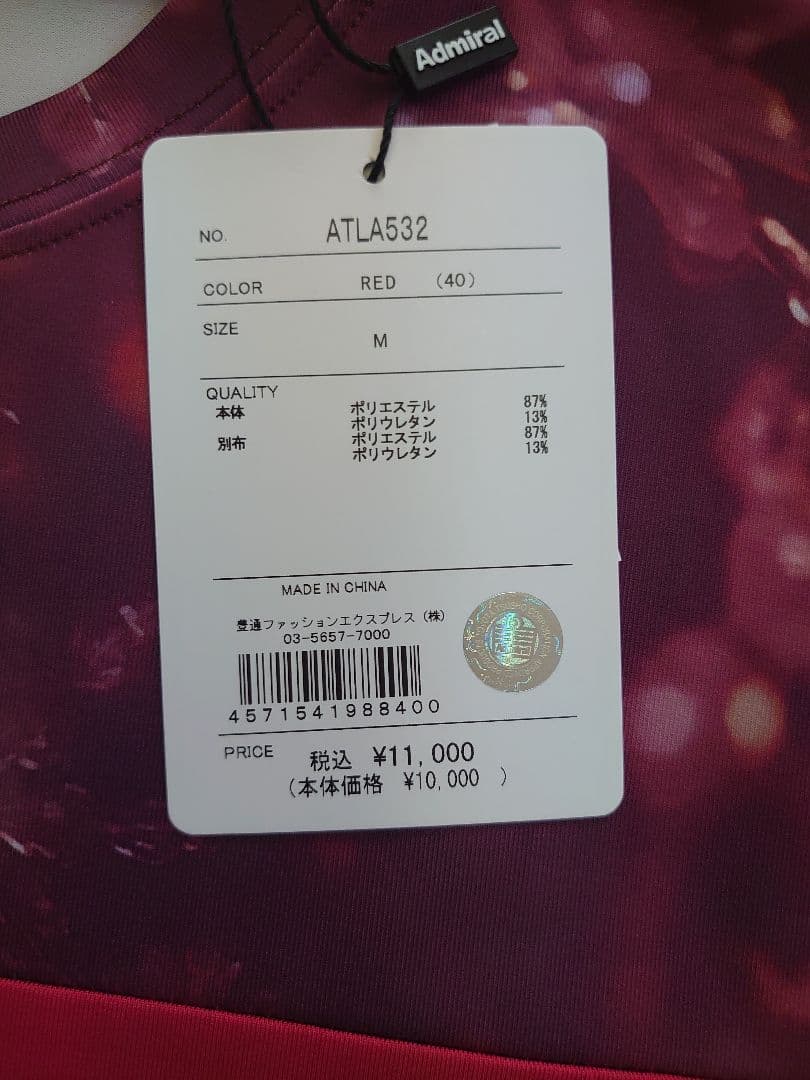 Admiral
NO. ATLA532
COLOR RED （40）
SIZE
M
QUALITY
本体 ポリエステル 87%
ポリウレタン 13%
別布 ポリエステル 87%
ポリウレタン 13%
MADE IN CHINA
豊通ファッションエクスプレス（株）
03-5657-7000
4571541988400
PRICE 税込 ¥11,000
（本体価格 ¥10,000 ）